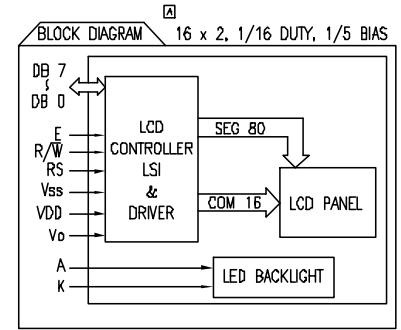 A
BLOCK DIAGRAM
16 x 2, 1/16 DUTY, 1/5 BIAS
DB 7
DB 0
E
R/W̅
RS
Vss
VDD
Vo
A
K
LCD
CONTROLLER
LSI
&
DRIVER
SEG 80
COM 16
LCD PANEL
LED BACKLIGHT